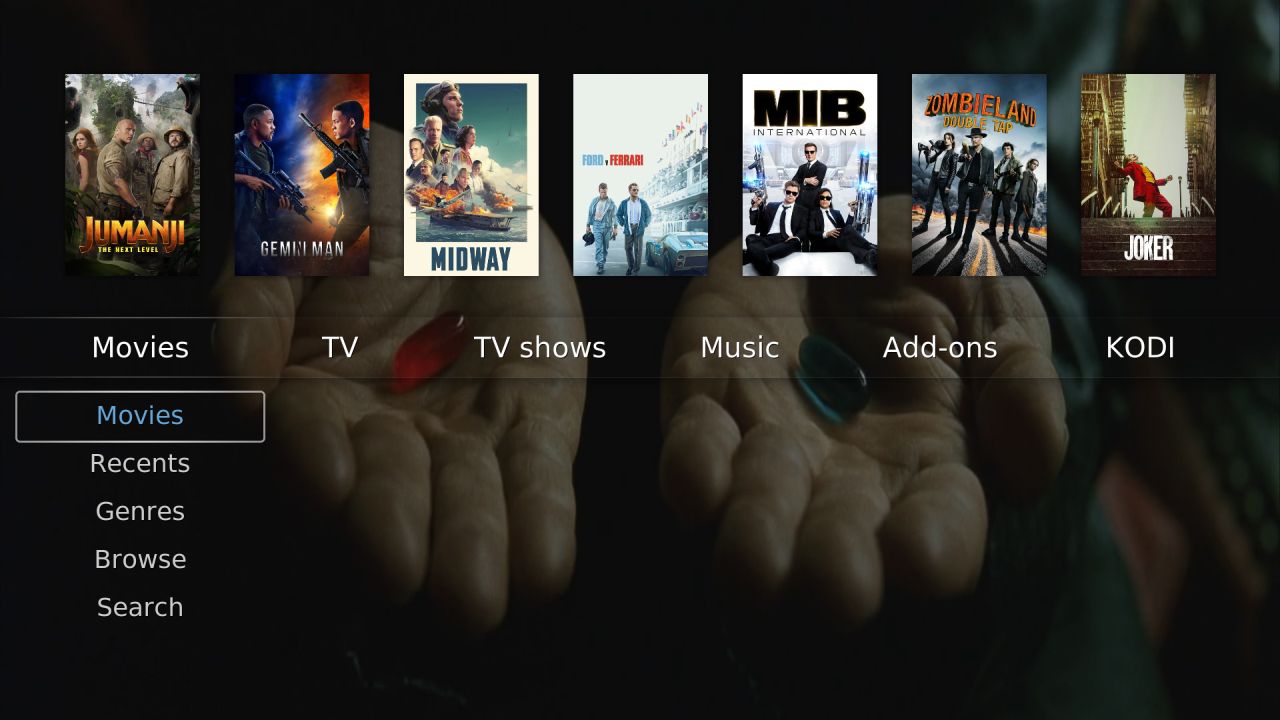 JUMANJI
THE NEXT LEVEL
GEMINI MAN
MIDWAY
FORD v FERRARI
MIB
INTERNATIONAL
ZOMBIELAND
DOUBLE TAP
JOKER
Movies
TV
TV shows
Music
Add-ons
KODI
Movies
Recents
Genres
Browse
Search